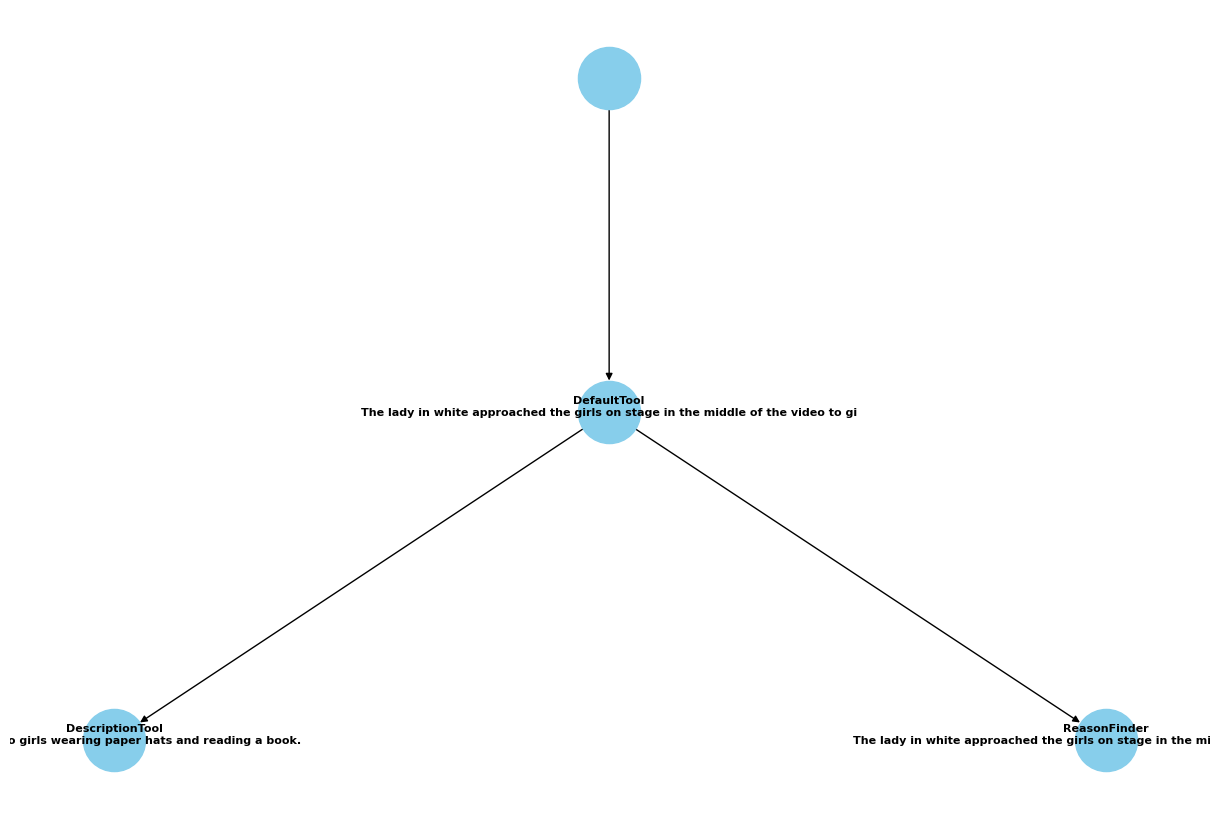 DefaultTool
The lady in white approached the girls on stage in the middle of the video to gi
DescriptionTool
girls wearing paper hats and reading a book.
ReasonFinder
The lady in white approached the girls on stage in the mi